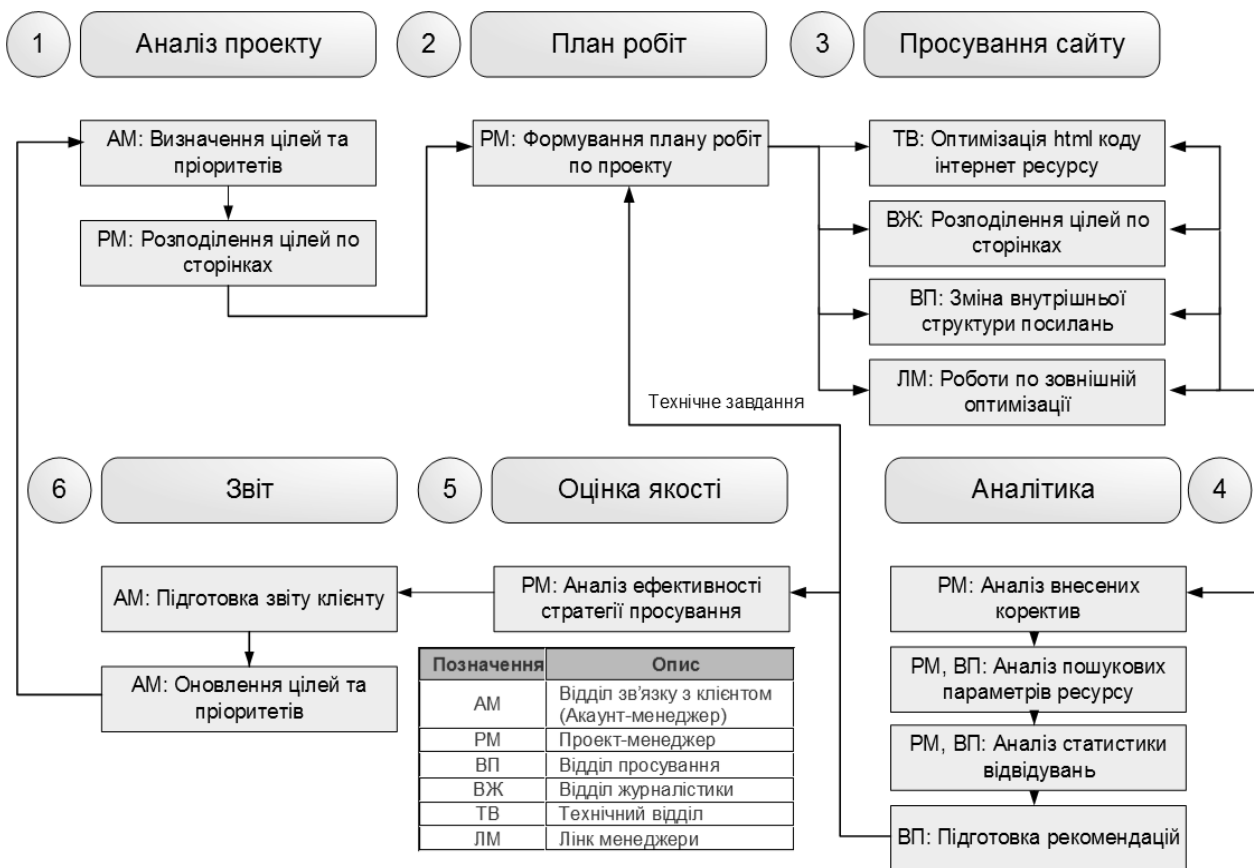 1
Аналіз проекту
2
План робіт
3
Просування сайту
АМ: Визначення цілей та
пріоритетів
РМ: Розподілення цілей по
сторінках
РМ: Формування плану робіт
по проекту
ТВ: Оптимізація html коду
інтернет ресурсу
ВЖ: Розподілення цілей по
сторінках
ВП: Зміна внутрішньої
структури посилань
ЛМ: Роботи по зовнішній
оптимізації
Технічне завдання
6
Звіт
5
Оцінка якості
Аналітика
4
АМ: Підготовка звіту клієнту
АМ: Оновлення цілей та
пріоритетів
РМ: Аналіз ефективності
стратегії просування
РМ: Аналіз внесених
коректив
РМ, ВП: Аналіз пошукових
параметрів ресурсу
РМ, ВП: Аналіз статистики
відвідувань
ВП: Підготовка рекомендацій
Позначення Опис
АМ Відділ зв’язку з клієнтом
(Акаунт-менеджер)
РМ Проект-менеджер
ВП Відділ просування
ВЖ Відділ журналістики
ТВ Технічний відділ
ЛМ Лінк менеджери